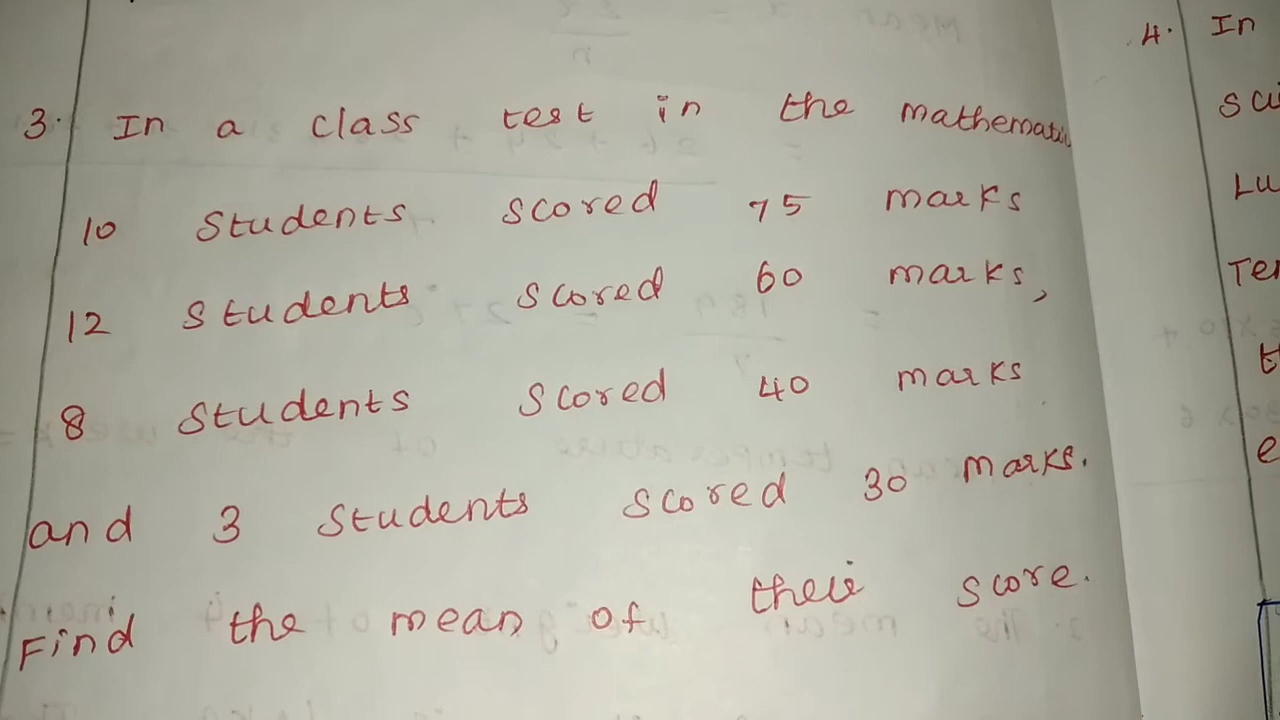 3. In a class test in the mathematic
10 Students scored 75 marks
12 Students scored 60 marks,
8 Students scored 40 marks
and 3 Students scored 30 marks.
Find the mean of their score.
4. In